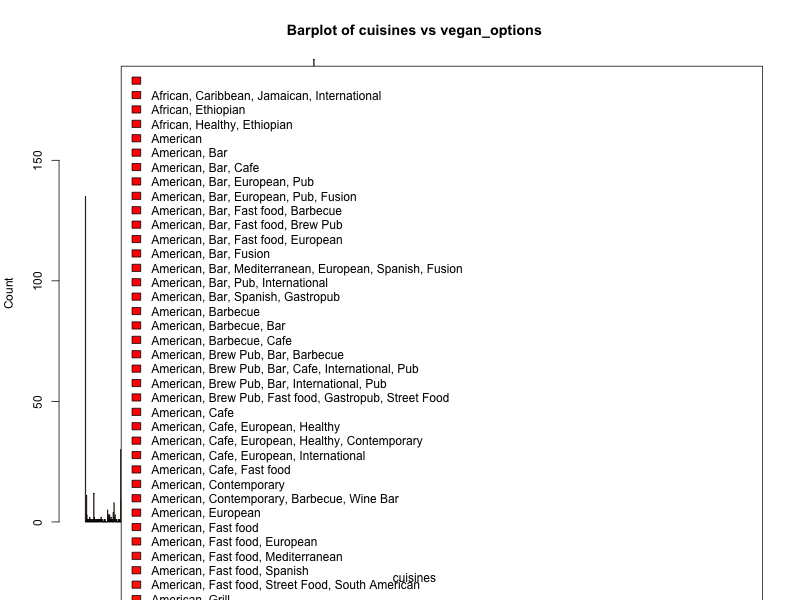 Barplot of cuisines vs vegan_options
African, Caribbean, Jamaican, International
African, Ethiopian
African, Healthy, Ethiopian
American
American, Bar
American, Bar, Cafe
American, Bar, European, Pub
American, Bar, European, Pub, Fusion
American, Bar, Fast food, Barbecue
American, Bar, Fast food, Brew Pub
American, Bar, Fast food, European
American, Bar, Fusion
American, Bar, Mediterranean, European, Spanish, Fusion
American, Bar, Pub, International
American, Bar, Spanish, Gastropub
American, Barbecue
American, Barbecue, Bar
American, Barbecue, Cafe
American, Brew Pub, Bar, Barbecue
American, Brew Pub, Bar, Cafe, International, Pub
American, Brew Pub, Bar, International, Pub
American, Brew Pub, Fast food, Gastropub, Street Food
American, Cafe
American, Cafe, European, Healthy
American, Cafe, European, Healthy, Contemporary
American, Cafe, European, International
American, Cafe, Fast food
American, Contemporary
American, Contemporary, Barbecue, Wine Bar
American, European
American, Fast food
American, Fast food, European
American, Fast food, Mediterranean
American, Fast food, Spanish
American, Fast food, Street Food, South American
American, Grill
Count
150
100
50
0
cuisines